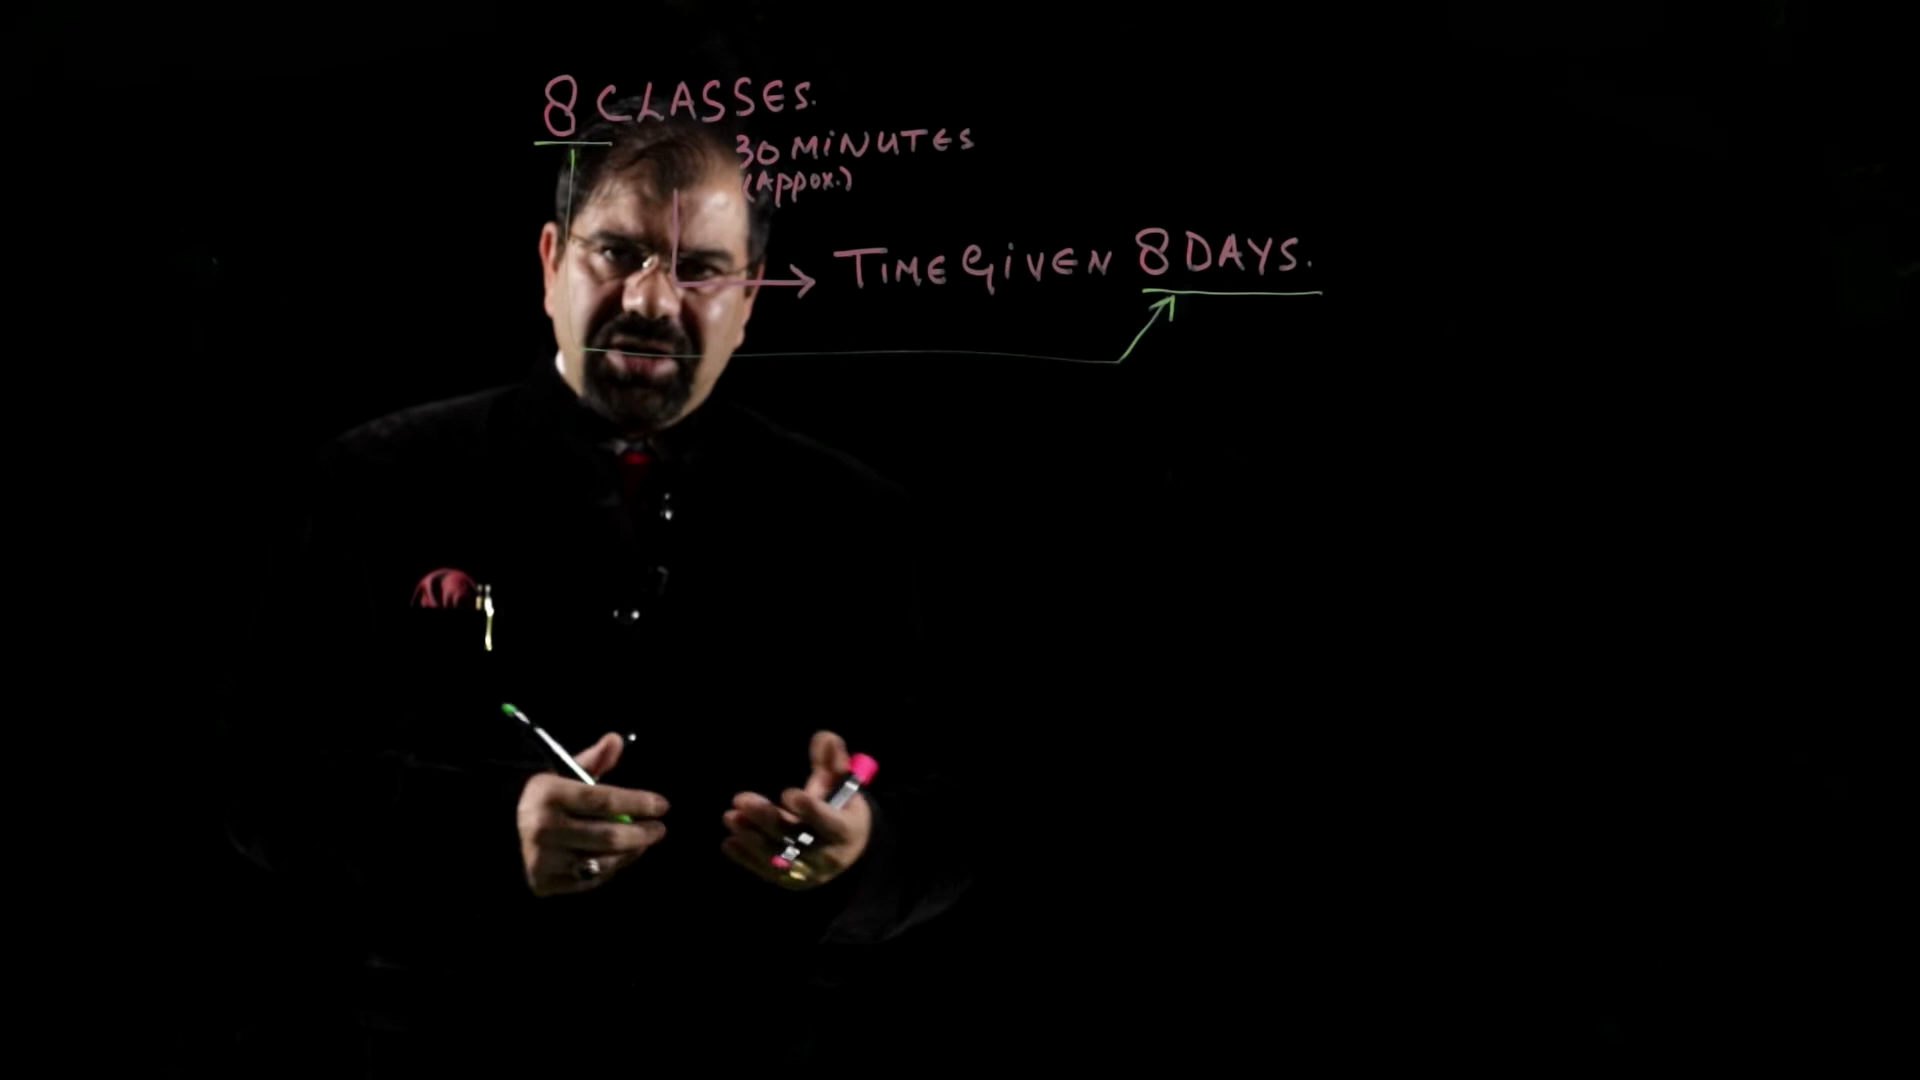 8 CLASSES.
30 MiNUTES
(Appox.)
TIME GiVEN 8 DAYS.